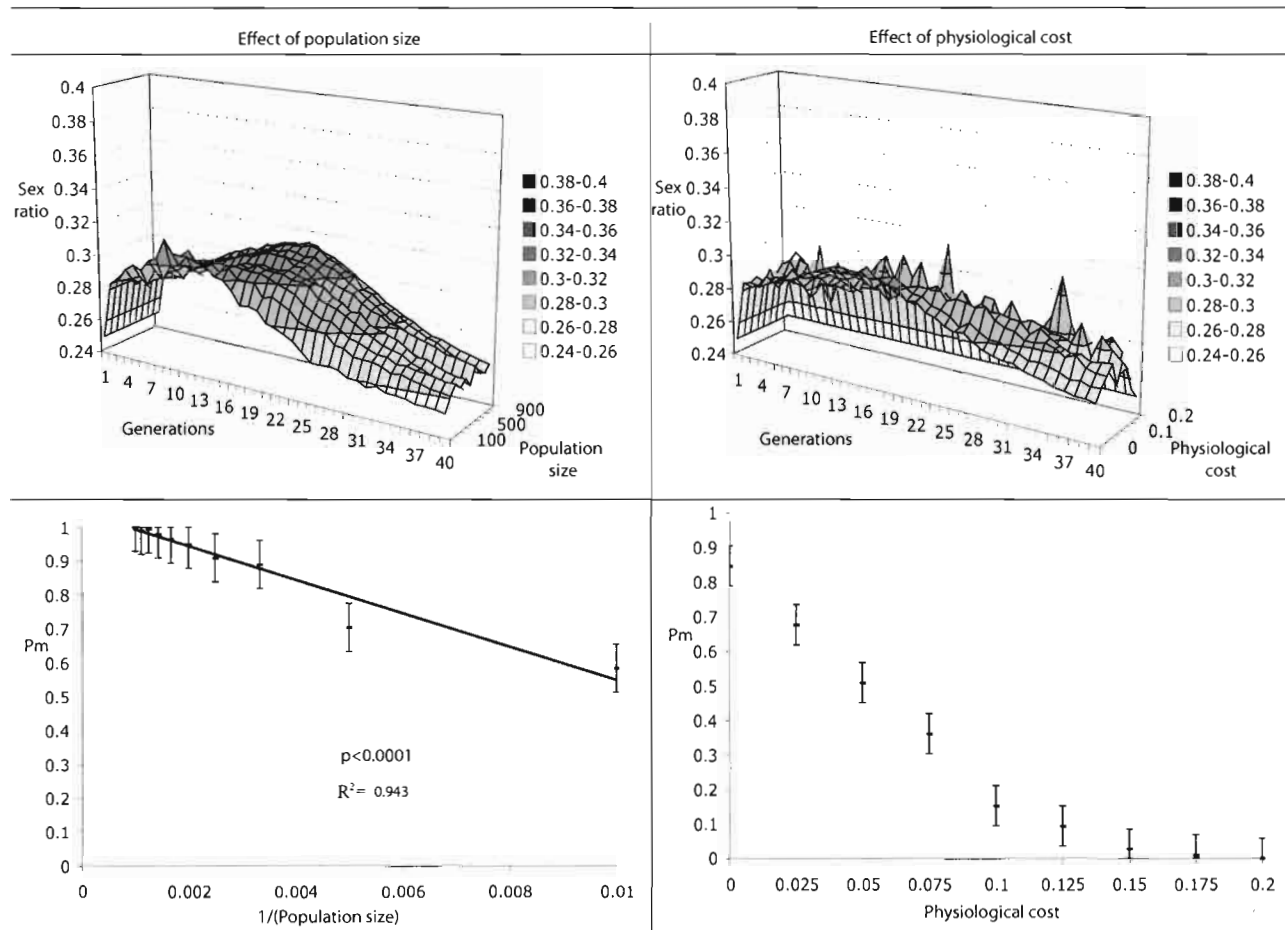 Effect of population size
Effect of physiological cost
0.4
0.38
0.36
Sex ratio
0.34
0.32
0.3
0.28
0.26
0.24
1 4 7 10 13 16 19 22 25 28 31 34 37 40
Generations
100 500 900
Population size
0.38-0.4
0.36-0.38
0.34-0.36
0.32-0.34
0.3-0.32
0.28-0.3
0.26-0.28
0.24-0.26
0.4
0.38
0.36
Sex ratio
0.34
0.32
0.3
0.28
0.26
0.24
1 4 7 10 13 16 19 22 25 28 31 34 37 40
Generations
0 0.1 0.2
Physiological cost
0.38-0.4
0.36-0.38
0.34-0.36
0.32-0.34
0.3-0.32
0.28-0.3
0.26-0.28
0.24-0.26
1
0.9
0.8
0.7
Pm
0.6
0.5
0.4
0.3
0.2
0.1
0
p<0.0001
R²= 0.943
0 0.002 0.004 0.006 0.008 0.01
1/(Population size)
1
0.9
0.8
0.7
Pm
0.6
0.5
0.4
0.3
0.2
0.1
0
0 0.025 0.05 0.075 0.1 0.125 0.15 0.175 0.2
Physiological cost